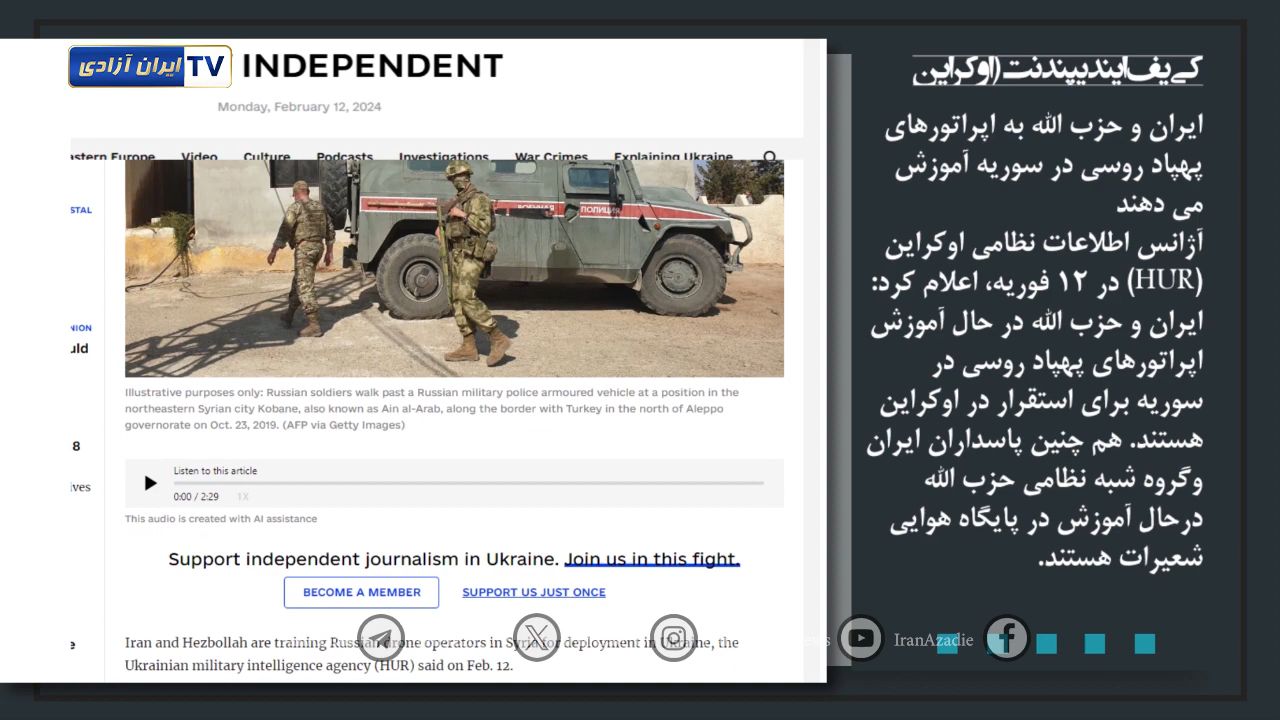 ایران آزادی TV
INDEPENDENT
Monday, February 12, 2024
astern Europe Video Culture Podcasts Investigations War Crimes Explaining Ukraine
STAL
NION
uld
8
ives
e
ВОЕННАЯ ПОЛИЦИЯ
Illustrative purposes only: Russian soldiers walk past a Russian military police armoured vehicle at a position in the
northeastern Syrian city Kobane, also known as Ain al-Arab, along the border with Turkey in the north of Aleppo
governorate on Oct. 23, 2019. (AFP via Getty Images)
Listen to this article
0:00 / 2:29 1X
This audio is created with AI assistance
Support independent journalism in Ukraine. Join us in this fight.
BECOME A MEMBER SUPPORT US JUST ONCE
Iran and Hezbollah are training Russian drone operators in Syria for deployment in Ukraine, the
Ukrainian military intelligence agency (HUR) said on Feb. 12.
کی‌یف ایندیپندنت (اوکراین
ایران و حزب الله به اپراتورهای
پهپاد روسی در سوریه آموزش
می دهند
آژانس اطلاعات نظامی اوکراین
(HUR) در ۱۲ فوریه، اعلام کرد:
ایران و حزب الله در حال آموزش
اپراتورهای پهپاد روسی در
سوریه برای استقرار در اوکراین
هستند. هم چنین پاسداران ایران
وگروه شبه نظامی حزب الله
درحال آموزش در پایگاه هوایی
شعیرات هستند.
IranAzadie